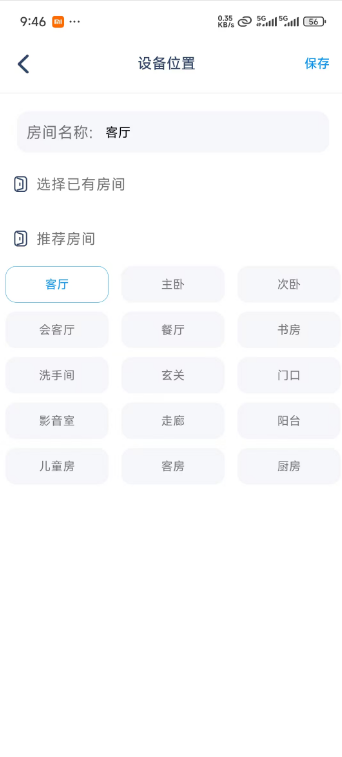 9:46 mi ··· 0.35 KB/s 5G 5G 56
设备位置 保存
房间名称: 客厅
选择已有房间
推荐房间
客厅 主卧 次卧
会客厅 餐厅 书房
洗手间 玄关 门口
影音室 走廊 阳台
儿童房 客房 厨房